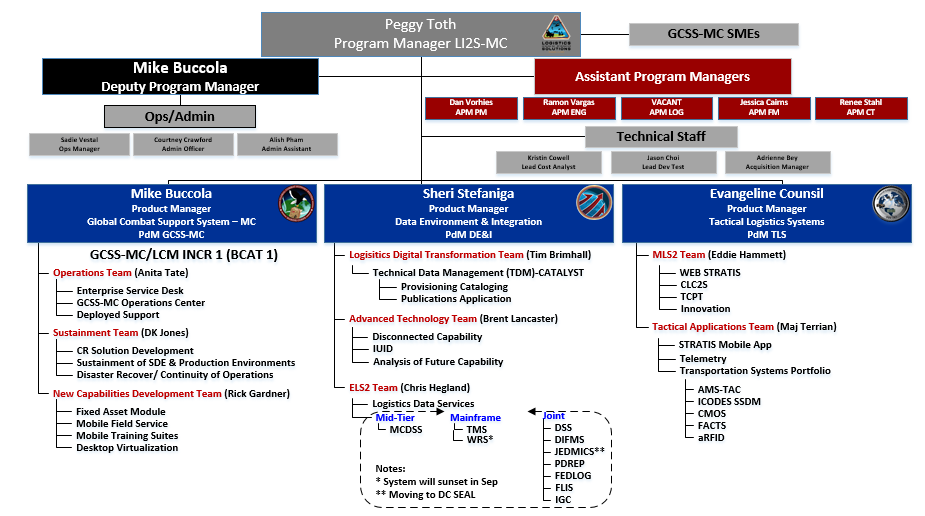 Peggy Toth
Program Manager LI2S-MC
LOGISTICS
SOLUTIONS
GCSS-MC SMEs
Mike Buccola
Deputy Program Manager
Assistant Program Managers
Dan Vorhies
APM PM
Ramon Vargas
APM ENG
VACANT
APM LOG
Jessica Cairns
APM FM
Renee Stahl
APM CT
Ops/Admin
Sadie Vestal
Ops Manager
Courtney Crawford
Admin Officer
Alish Pham
Admin Assistant
Technical Staff
Kristin Cowell
Lead Cost Analyst
Jason Choi
Lead Dev Test
Adrienne Bey
Acquisition Manager
Mike Buccola
Product Manager
Global Combat Support System – MC
PdM GCSS-MC
GCSS-MC/LCM INCR 1 (BCAT 1)
Operations Team (Anita Tate)
Enterprise Service Desk
GCSS-MC Operations Center
Deployed Support
Sustainment Team (DK Jones)
CR Solution Development
Sustainment of SDE & Production Environments
Disaster Recover/ Continuity of Operations
New Capabilities Development Team (Rick Gardner)
Fixed Asset Module
Mobile Field Service
Mobile Training Suites
Desktop Virtualization
Sheri Stefaniga
Product Manager
Data Environment & Integration
PdM DE&I
Logisitics Digital Transformation Team (Tim Brimhall)
Technical Data Management (TDM)-CATALYST
Provisioning Cataloging
Publications Application
Advanced Technology Team (Brent Lancaster)
Disconnected Capability
IUID
Analysis of Future Capability
ELS2 Team (Chris Hegland)
Logistics Data Services
Mid-Tier
MCDSS
Mainframe
TMS
WRS*
Joint
DSS
DIFMS
JEDMICS**
PDREP
FEDLOG
FLIS
IGC
Notes:
* System will sunset in Sep
** Moving to DC SEAL
Evangeline Counsil
Product Manager
Tactical Logistics Systems
PdM TLS
MLS2 Team (Eddie Hammett)
WEB STRATIS
CLC2S
TCPT
Innovation
Tactical Applications Team (Maj Terrian)
STRATIS Mobile App
Telemetry
Transportation Systems Portfolio
AMS-TAC
ICODES SSDM
CMOS
FACTS
aRFID